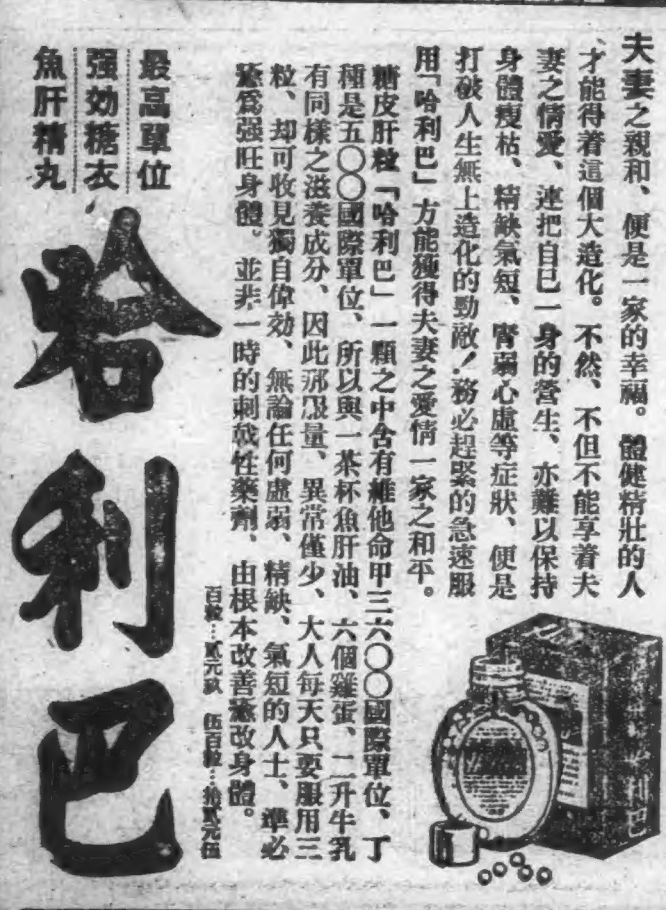 夫妻之親和、便是一家的幸福。體健精壯的人
、才能得着這個大造化。不然、不但不能享着夫
妻之情愛、連把自己一身的營生、亦難以保持
身體瘦枯、精缺氣短、腎弱心虛等症狀、便是
打破人生無上造化的勁敵！務必趕緊的急速服
用「哈利巴」方能獲得夫妻之愛情一家之和平。
糖皮肝粒「哈利巴」一顆之中含有維他命甲三六〇〇國際單位、丁
種是五〇〇國際單位、所以與一茶杯魚肝油、六個雞蛋、二升牛乳
有同樣之滋養成分、因此服量、異常僅少、大人每天只要服用三
粒、却可收見獨自偉効、無論任何虛弱、精缺、氣短的人士、準必
爲强旺身體。並非一時的刺戟性藥劑、由根本改善改身體。
百粒…貳元 伍百粒…拾貳元伍
最高單位
强効糖衣
魚肝精丸
哈利巴
哈利巴